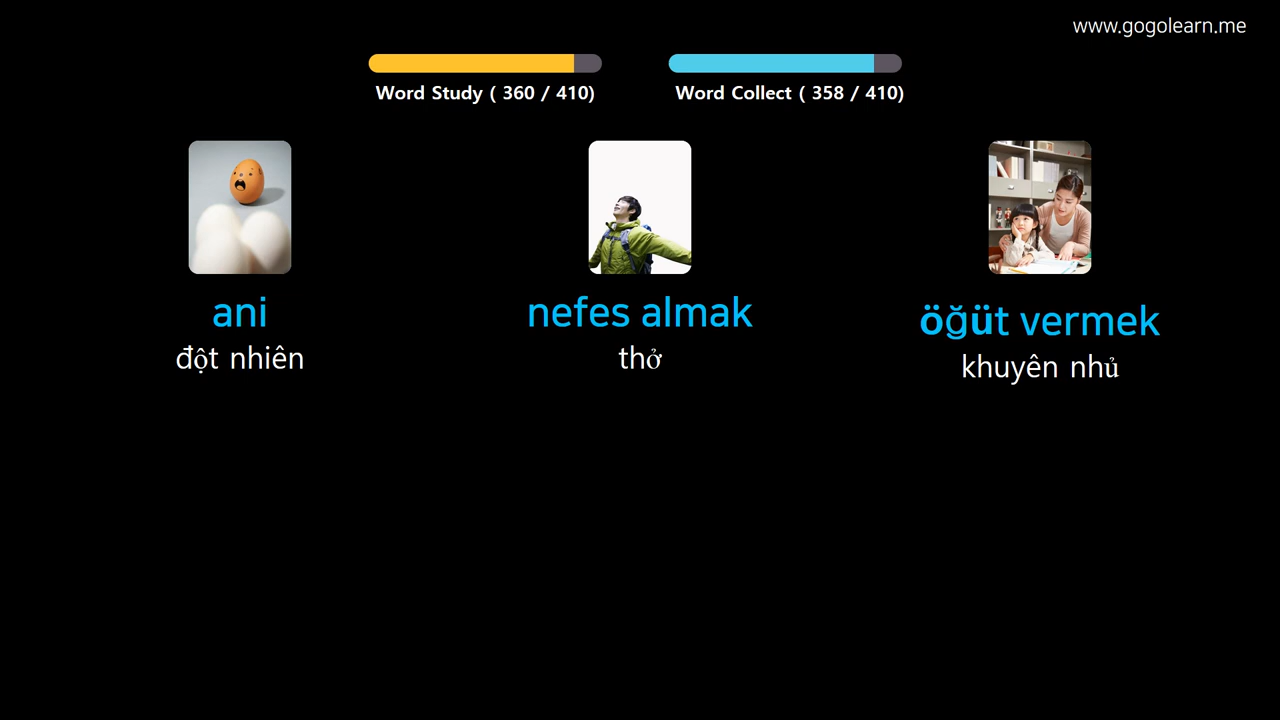 www.gogolearn.me
Word Study ( 360 / 410)
Word Collect ( 358 / 410)
ani
đột nhiên
nefes almak
thở
öğüt vermek
khuyên nhủ